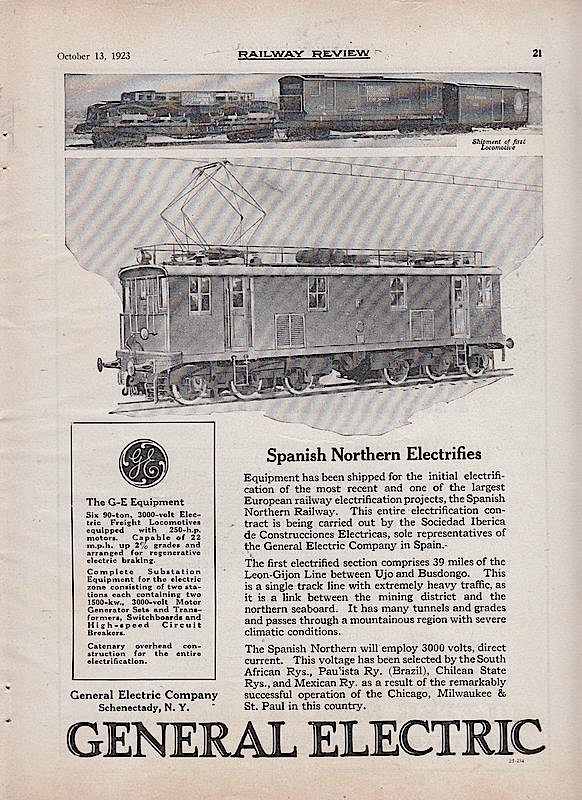 October 13, 1923
RAILWAY REVIEW
21
Shipment of first
Locomotive
GE
The G-E Equipment
Six 90-ton, 3000-volt Elec-
tric Freight Locomotives
equipped with 250-h.p.
motors. Capable of 22
m.p.h. up 2% grades and
arranged for regenerative
electric braking.
Complete Substation
Equipment for the electric
zone consisting of two sta-
tions each containing two
1500-kw., 3000-volt Motor
Generator Sets and Trans-
formers, Switchboards and
High-speed Circuit
Breakers.
Catenary overhead con-
struction for the entire
electrification.
General Electric Company
Schenectady, N. Y.
Spanish Northern Electrifies
Equipment has been shipped for the initial electrifi-
cation of the most recent and one of the largest
European railway electrification projects, the Spanish
Northern Railway. This entire electrification con-
tract is being carried out by the Sociedad Iberica
de Construcciones Electricas, sole representatives of
the General Electric Company in Spain.
The first electrified section comprises 39 miles of the
Leon-Gijon Line between Ujo and Busdongo. This
is a single track line with extremely heavy traffic, as
it is a link between the mining district and the
northern seaboard. It has many tunnels and grades
and passes through a mountainous region with severe
climatic conditions.
The Spanish Northern will employ 3000 volts, direct
current. This voltage has been selected by the South
African Rys., Paulista Ry. (Brazil), Chilean State
Rys., and Mexican Ry. as a result of the remarkably
successful operation of the Chicago, Milwaukee &
St. Paul in this country.
GENERAL ELECTRIC